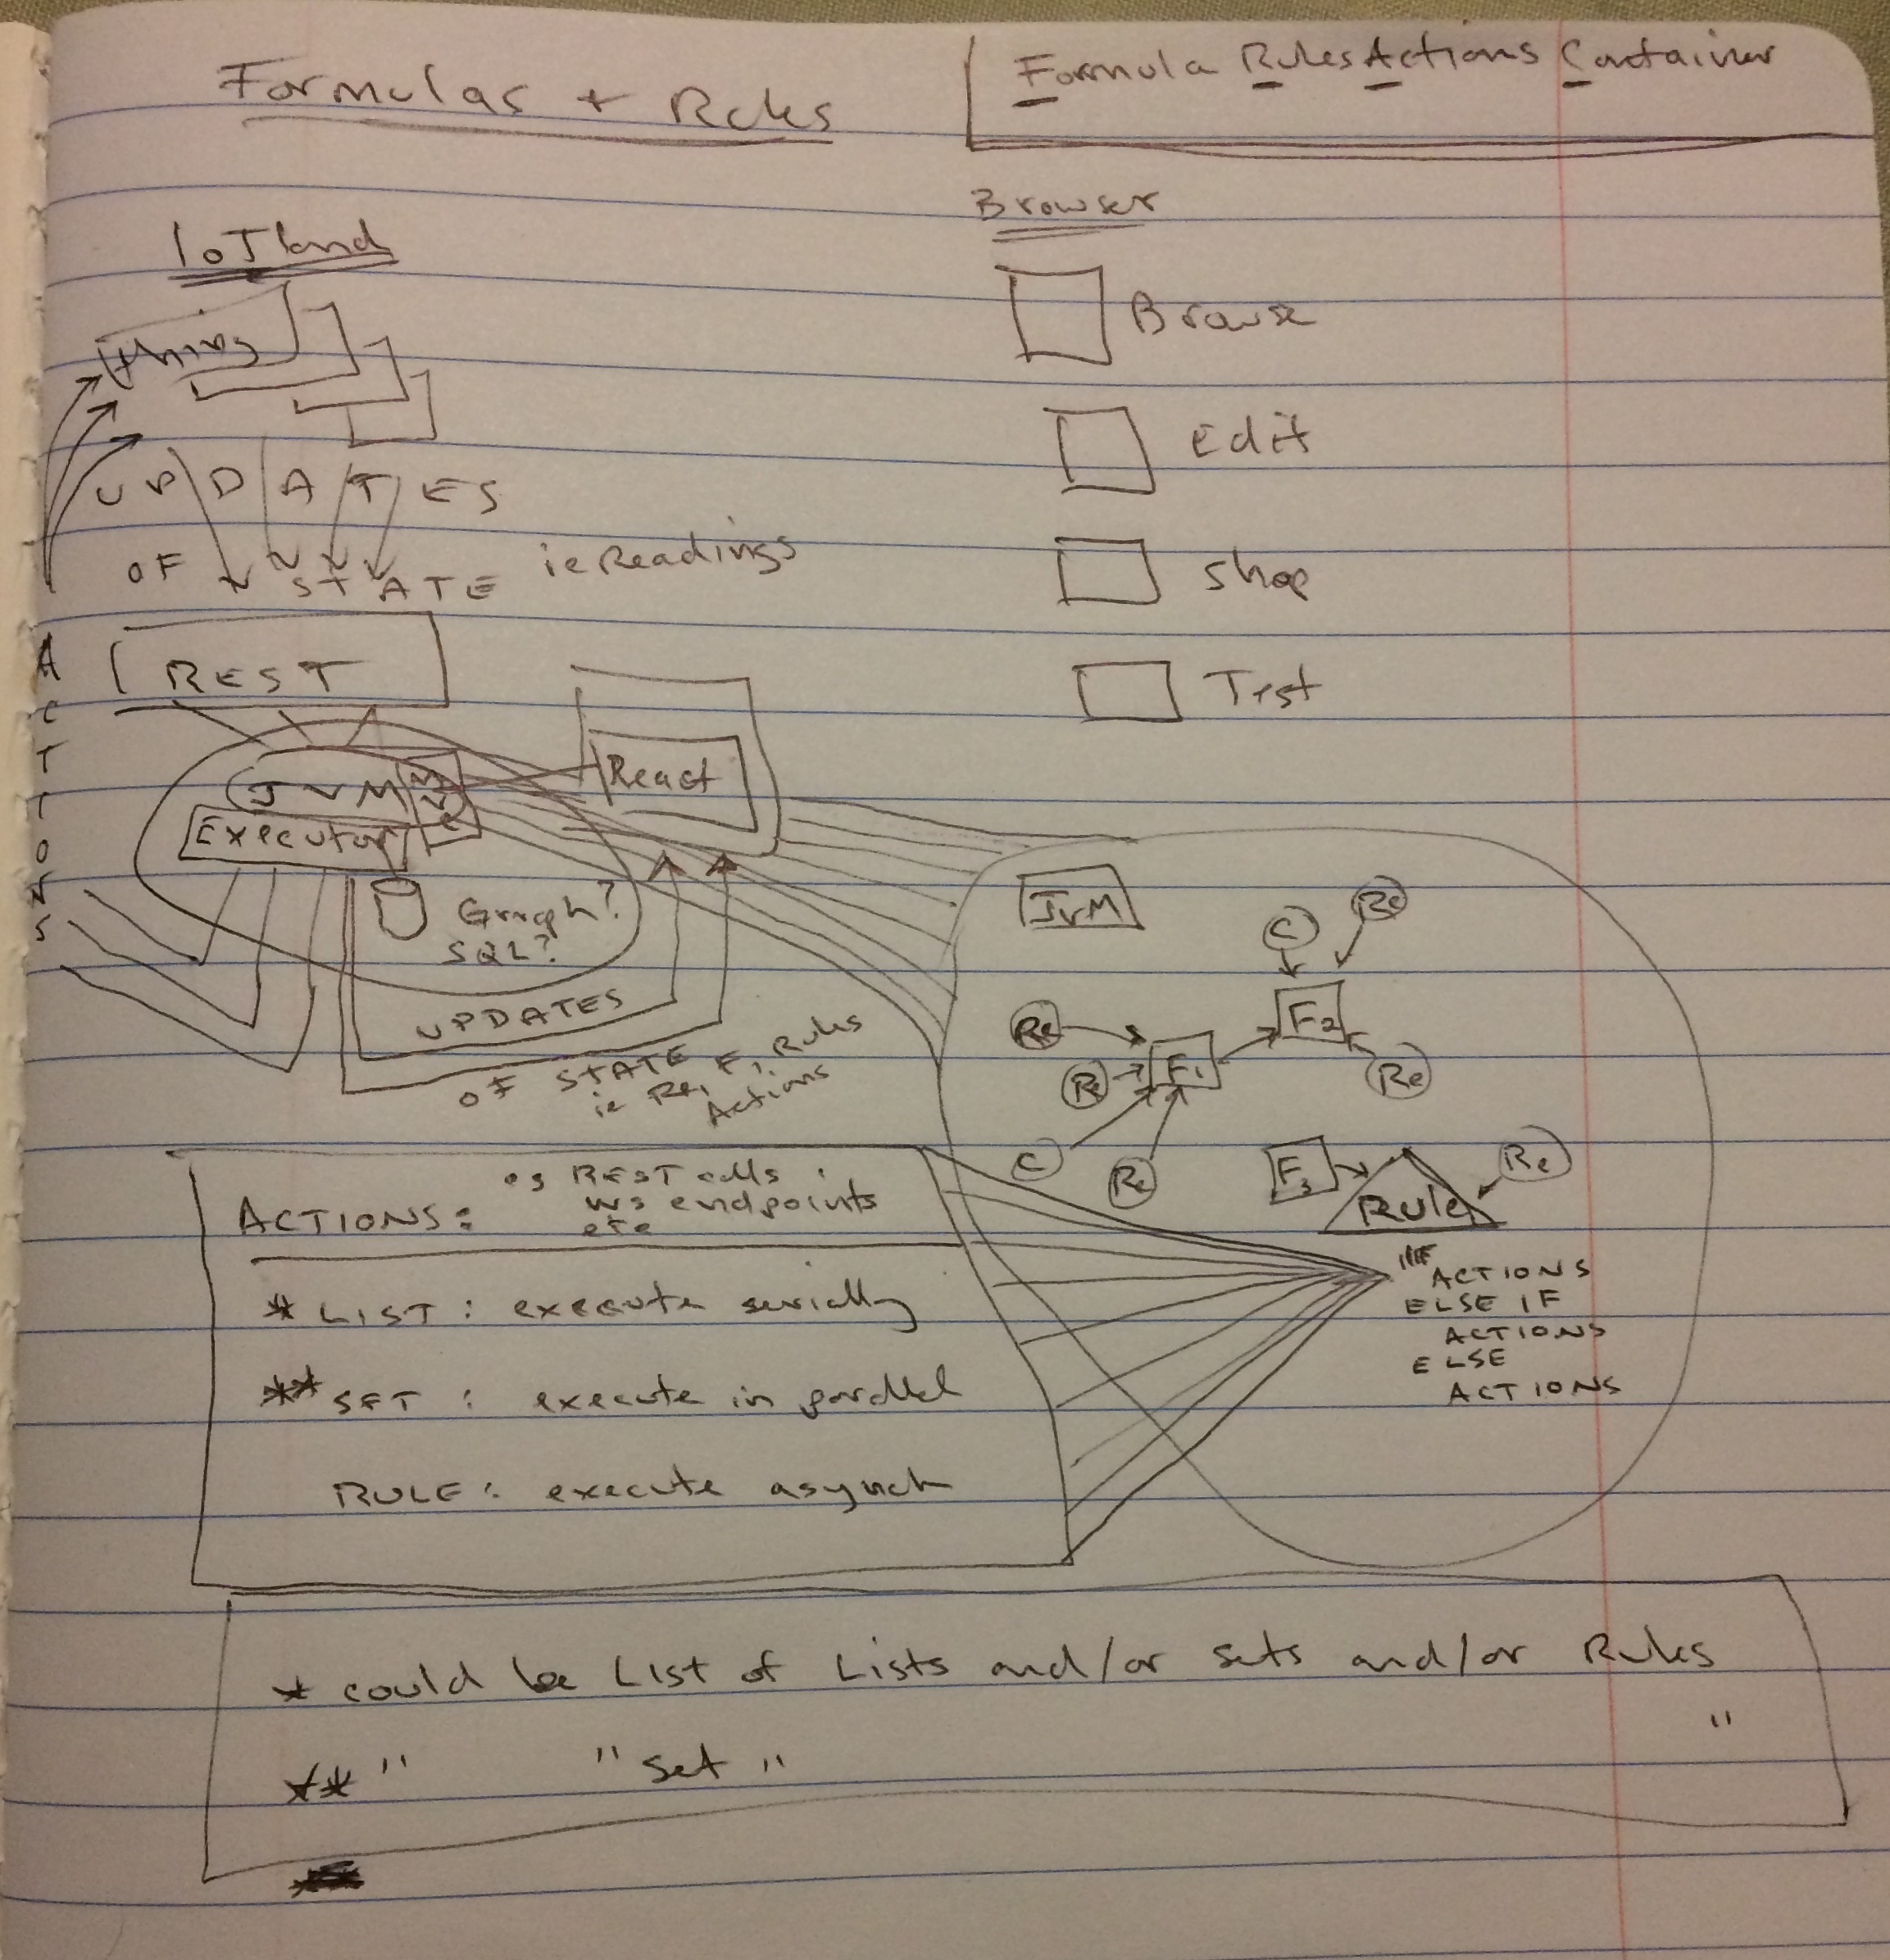 Formulas + Rules
Formula Rules Actions Container
IoT land
things
UPDATES
OF STATE ie Readings
Browser
Browse
Edit
Shop
Test
ACTIONS
REST
JVM
MVC
Executor
React
Graph?
SQL?
UPDATES
OF STATE
ie Re, F, Rules
Actions
JVM
C
Re
F2
Re
Re
F1
Re
Re
C
Re
F3
Re
Rule
IF
ACTIONS
ELSE IF
ACTIONS
ELSE
ACTIONS
ACTIONS: eg REST calls
ws endpoints
etc
* LIST : execute serially
** SET : execute in parallel
RULE : execute asynch
* could be List of Lists and/or sets and/or Rules
** " " set " "